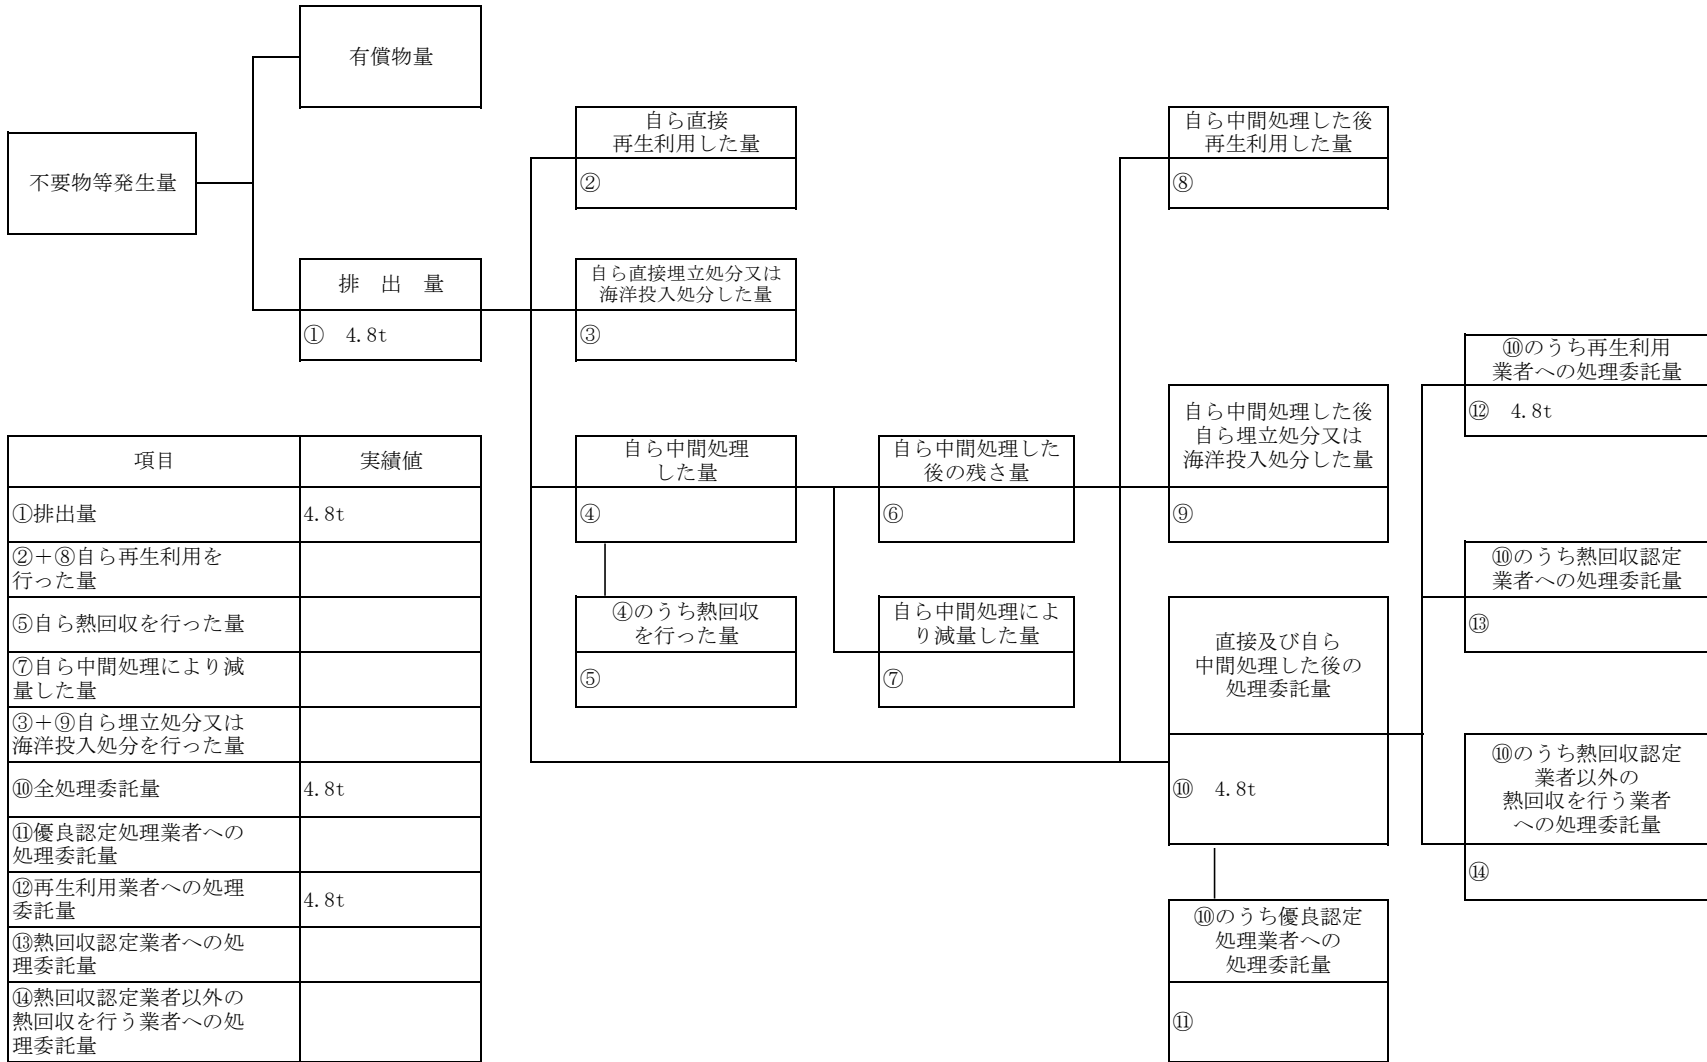 有償物量
不要物等発生量
排　出　量
①　4.8t
自ら直接
再生利用した量
②
自ら直接埋立処分又は
海洋投入処分した量
③
自ら中間処理
した量
④
④のうち熱回収
を行った量
⑤
自ら中間処理した
後の残さ量
⑥
自ら中間処理によ
り減量した量
⑦
自ら中間処理した後
再生利用した量
⑧
自ら中間処理した後
自ら埋立処分又は
海洋投入処分した量
⑨
直接及び自ら
中間処理した後の
処理委託量
⑩　4.8t
⑩のうち優良認定
処理業者への
処理委託量
⑪
⑩のうち再生利用
業者への処理委託量
⑫　4.8t
⑩のうち熱回収認定
業者への処理委託量
⑬
⑩のうち熱回収認定
業者以外の
熱回収を行う業者
への処理委託量
⑭
項目　実績値
①排出量　4.8t
②＋⑧自ら再生利用を
行った量
⑤自ら熱回収を行った量
⑦自ら中間処理により減
量した量
③＋⑨自ら埋立処分又は
海洋投入処分を行った量
⑩全処理委託量　4.8t
⑪優良認定処理業者への
処理委託量
⑫再生利用業者への処理
委託量　4.8t
⑬熱回収認定業者への処
理委託量
⑭熱回収認定業者以外の
熱回収を行う業者への処
理委託量